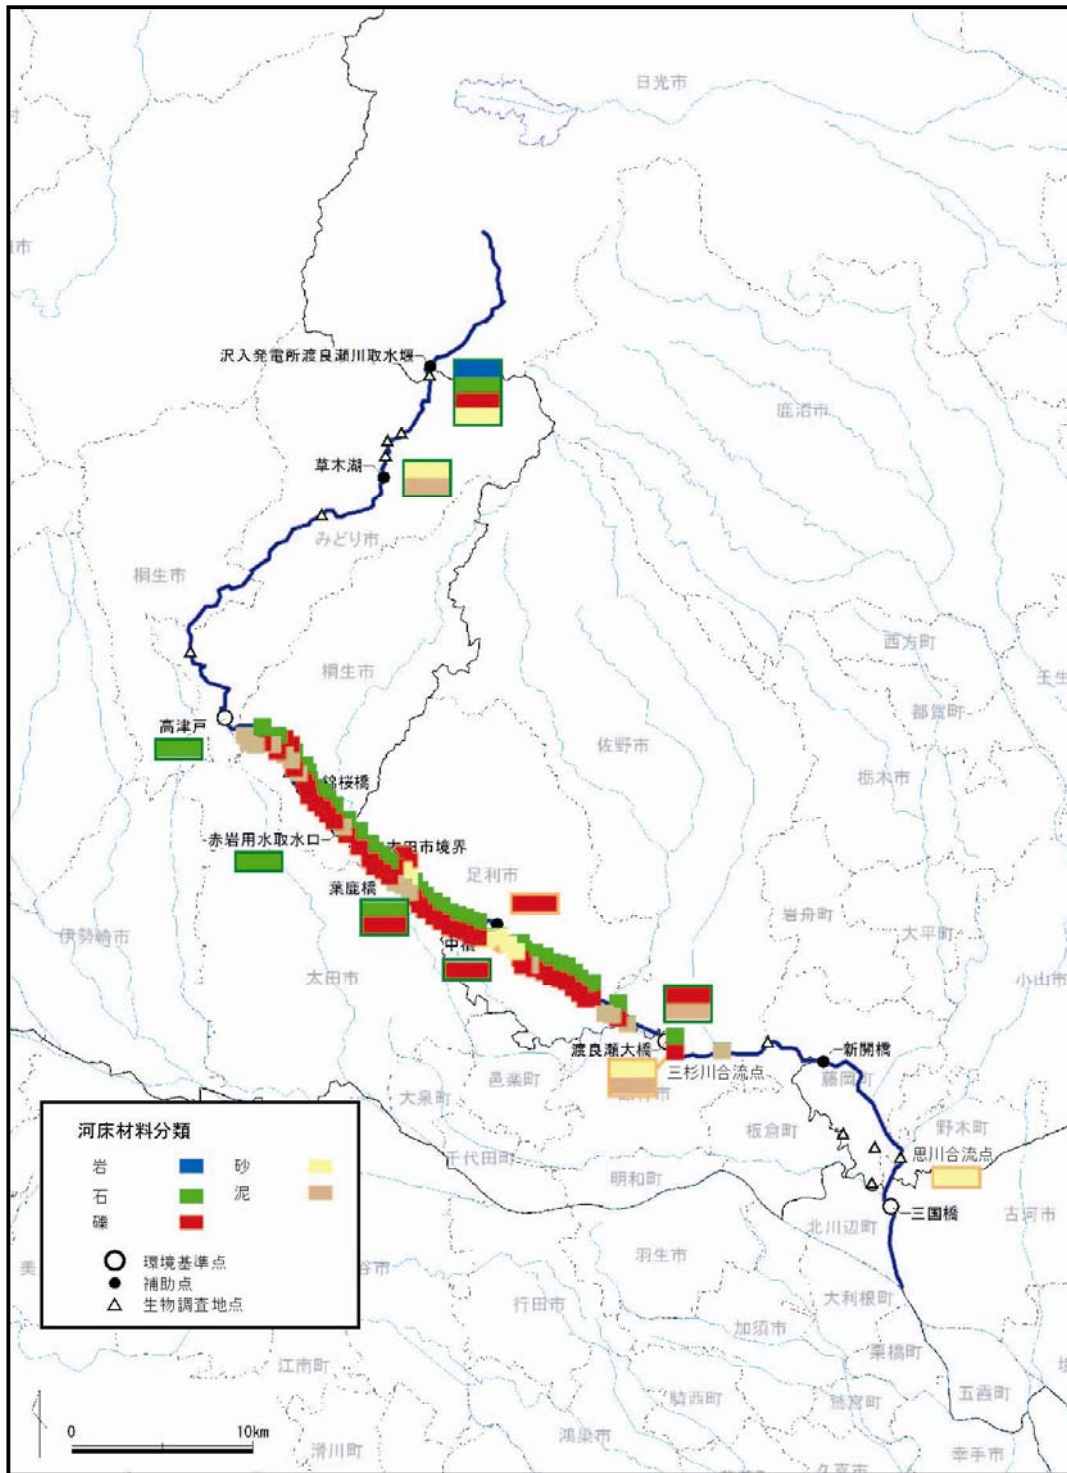 日光市
市
沢入発電所渡良瀬川取水堰
鹿沼市
草木湖
みどり市
桐生市
西方町
桐生市
壬生
都賀町
高津戸
佐野市
栃木市
錦桜橋
赤岩用水取水口
太田市境界
足利市
葉鹿橋
岩舟町
伊勢崎市
大平町
中橋
太田市
小山市
渡良瀬大橋
新開橋
三杉川合流点
邑楽町
藤岡町
大泉町
河床材料分類
板倉町
野木町
岩
砂
千代田町
思川合流点
石
泥
明和町
礫
三国橋
古河市
北川辺町
環境基準点
羽生市
美
谷市
補助点
生物調査地点
行田市
大利根町
加須市
栗橋町
江南町
五霞町
騎西町
鷲宮町
0
10km
鴻巣市
滑川町
幸手市
久喜市